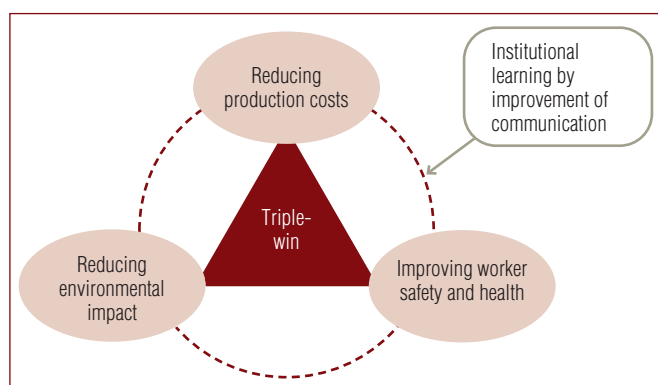 Reducing
production costs
Institutional
learning by
improvement of
communication
Triple-
win
Reducing
environmental
impact
Improving worker
safety and health